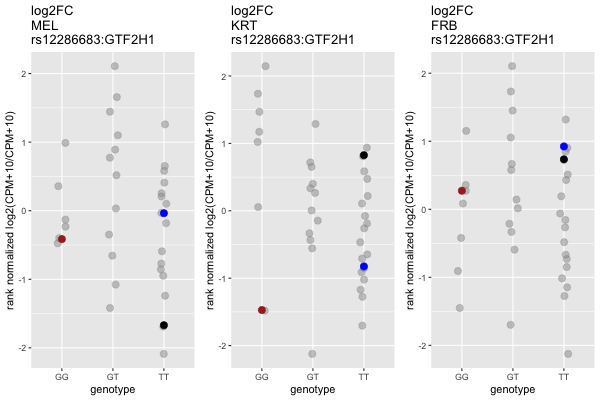 log2FC
MEL
rs12286683:GTF2H1
rank normalized log2(CPM+10/CPM+10)
2
1
0
-1
-2
GG GT TT
genotype
log2FC
KRT
rs12286683:GTF2H1
rank normalized log2(CPM+10/CPM+10)
2
1
0
-1
-2
GG GT TT
genotype
log2FC
FRB
rs12286683:GTF2H1
rank normalized log2(CPM+10/CPM+10)
2
1
0
-1
-2
GG GT TT
genotype